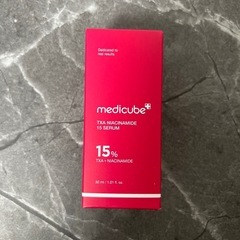 Dedicated to
real results.
medicube
TXA NIACINAMIDE
15 SERUM
15%
TXA + NIACINAMIDE
30 ml / 1.01 fl. oz.